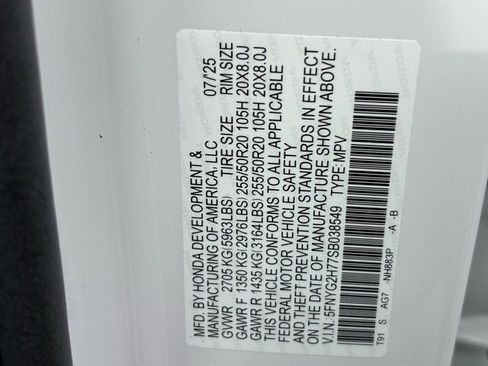 MFD. BY HONDA DEVELOPMENT & 07/'25
MANUFACTURING OF AMERICA, LLC
GVWR 2705 KG(5963LBS) TIRE SIZE RIM SIZE
GAWR F 1350 KG(2976LBS) 255/50R20 105H 20X8.0J
GAWR R 1435 KG(3164LBS) 255/50R20 105H 20X8.0J
THIS VEHICLE CONFORMS TO ALL APPLICABLE
FEDERAL MOTOR VEHICLE SAFETY
AND THEFT PREVENTION STANDARDS IN EFFECT
ON THE DATE OF MANUFACTURE SHOWN ABOVE.
V.I.N.: 5FNYG2H77SB038549 TYPE: MPV
T91 S AG7 -NH883P -A -B